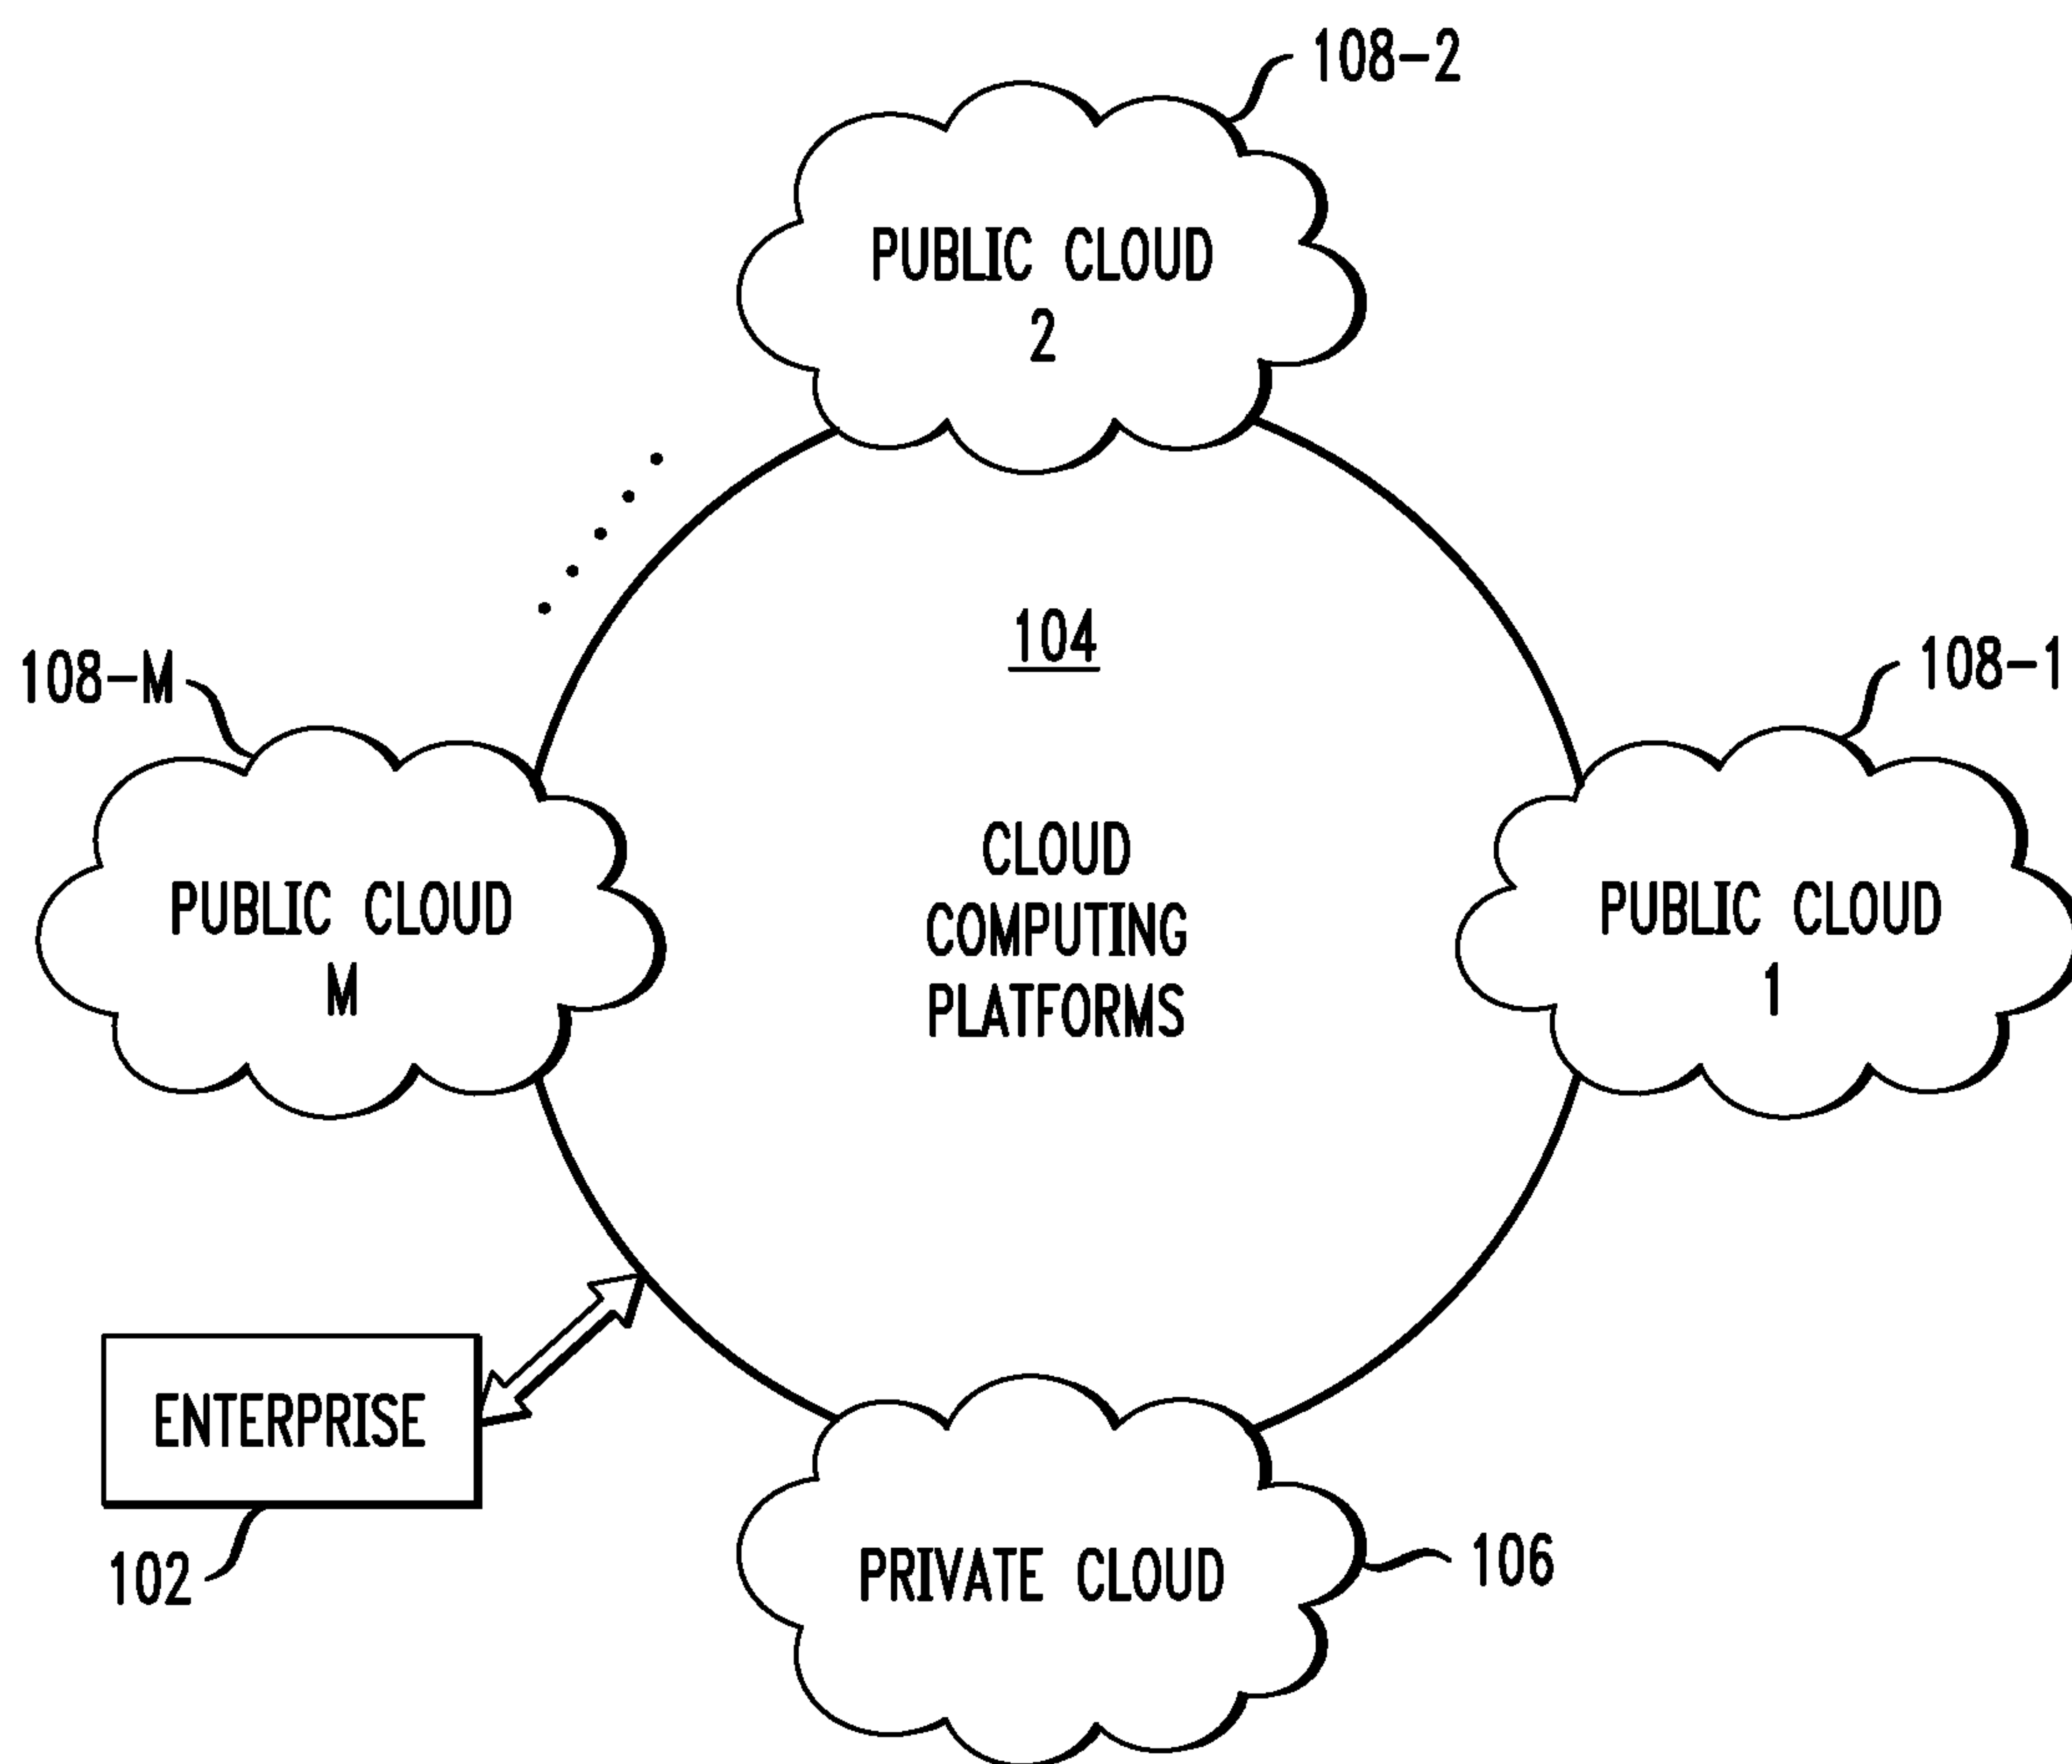 108-2
PUBLIC CLOUD
2
104
108-M
108-1
CLOUD
COMPUTING
PLATFORMS
PUBLIC CLOUD
M
PUBLIC CLOUD
1
ENTERPRISE
102
PRIVATE CLOUD
106